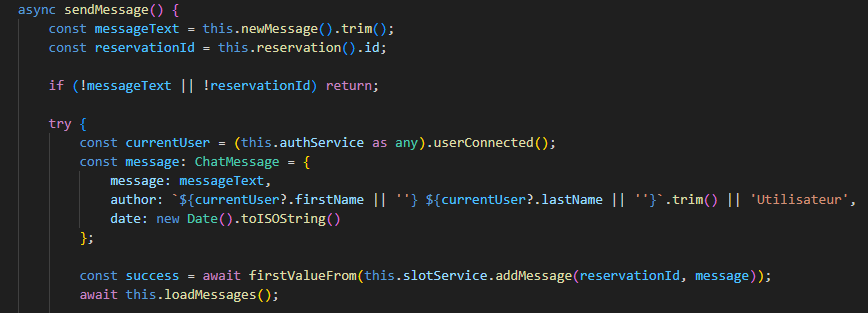 async sendMessage() {
const messageText = this.newMessage().trim();
const reservationId = this.reservation().id;
if (!messageText || !reservationId) return;
try {
const currentUser = (this.authService as any).userConnected();
const message: ChatMessage = {
message: messageText,
author: `${currentUser?.firstName || ''} ${currentUser?.lastName || ''}`.trim() || 'Utilisateur',
date: new Date().toISOString()
};
const success = await firstValueFrom(this.slotService.addMessage(reservationId, message));
await this.loadMessages();